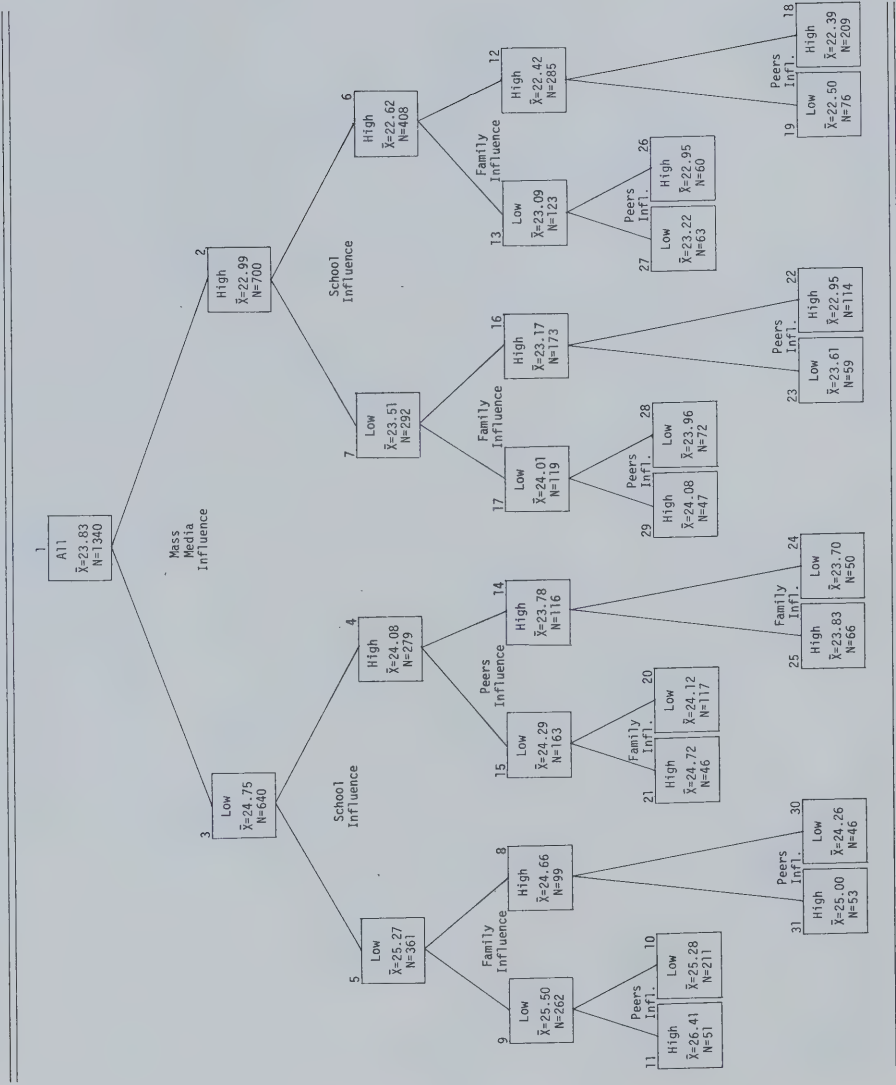 1
All
X̄=23.83
N=1340
Mass
Media
Influence
3
Low
X̄=24.75
N=640
2
High
X̄=22.99
N=700
School
Influence
School
Influence
5
Low
X̄=25.27
N=361
4
High
X̄=24.08
N=279
7
Low
X̄=23.51
N=292
6
High
X̄=22.62
N=408
Family
Influence
Peers
Influence
Family
Influence
Family
Influence
9
Low
X̄=25.50
N=262
8
High
X̄=24.66
N=99
15
Low
X̄=24.29
N=163
14
High
X̄=23.78
N=116
17
Low
X̄=24.01
N=119
16
High
X̄=23.17
N=173
13
Low
X̄=23.09
N=123
12
High
X̄=22.42
N=285
Peers
Infl.
11
High
X̄=26.41
N=51
10
Low
X̄=25.28
N=211
Family
Infl.
21
High
X̄=24.72
N=46
20
Low
X̄=24.12
N=117
Peers
Infl.
29
High
X̄=24.08
N=47
28
Low
X̄=23.96
N=72
Peers
Infl.
27
Low
X̄=23.22
N=63
26
High
X̄=22.95
N=60
Peers
Infl.
31
High
X̄=25.00
N=53
30
Low
X̄=24.26
N=46
Family
Infl.
25
High
X̄=23.83
N=66
24
Low
X̄=23.70
N=50
Peers
Infl.
23
Low
X̄=23.61
N=59
22
High
X̄=22.95
N=114
Peers
Infl.
19
Low
X̄=22.50
N=76
18
High
X̄=22.39
N=209